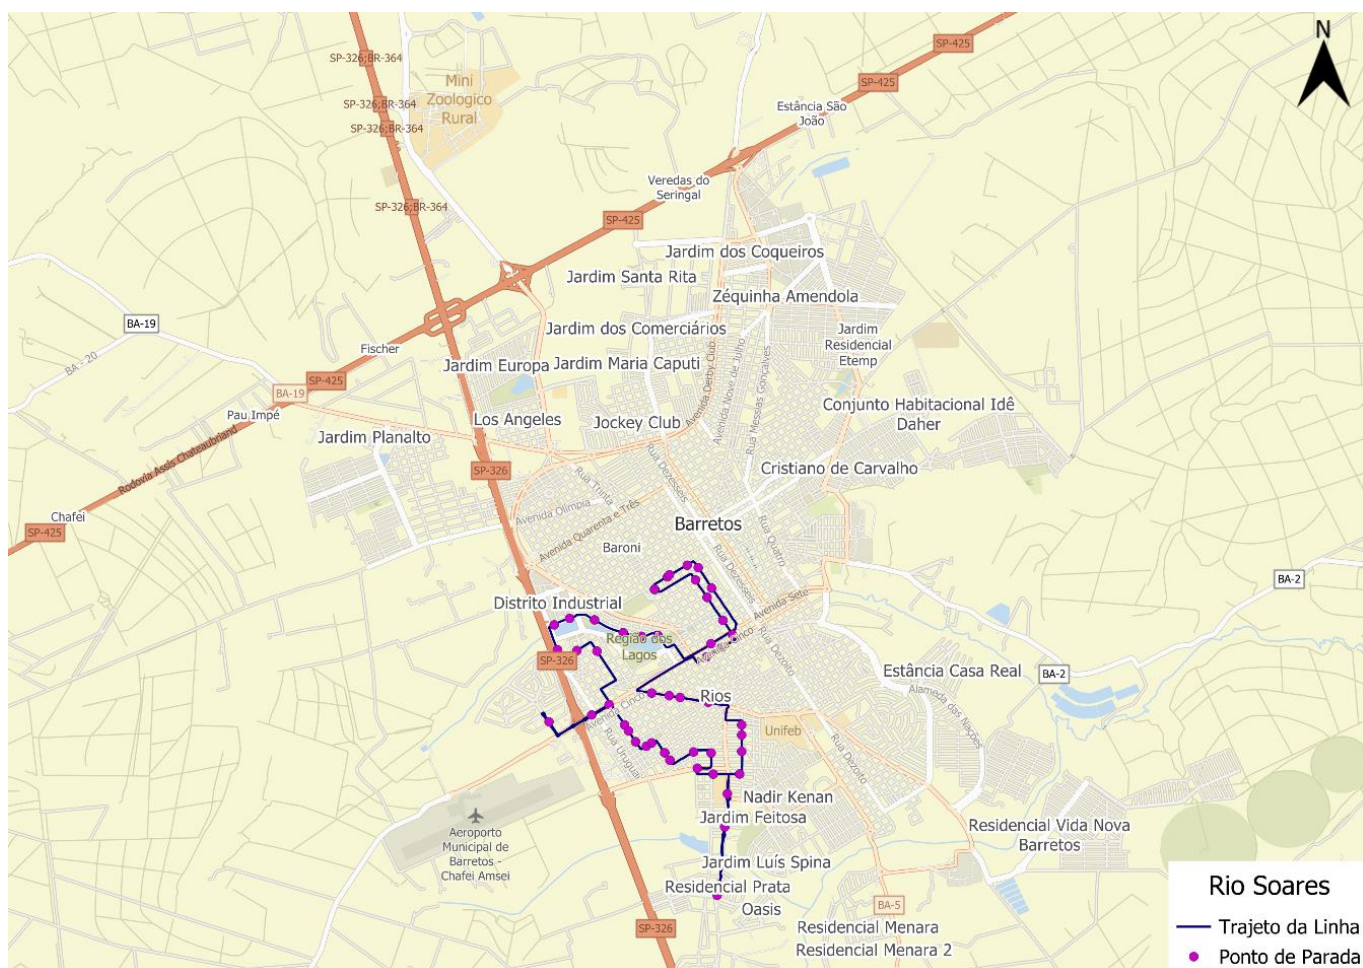 N
SP-425
SP-326;BR-364
SP-425
Mini
Zoologico
Rural
SP-326;BR-364
Estância São
João
SP-326;BR-364
Veredas do
Seringal
SP-326;BR-364
SP-425
Jardim dos Coqueiros
Jardim Santa Rita
Zéquinha Amendola
BA-19
Jardim dos Comerciários
Jardim
Residencial
Etemp
Fischer
BA - 20
Jardim Europa
Jardim Maria Caputi
Avenida Derby Club
Avenida Nove de Julho
Rua Messias Gonçalves
SP-425
BA-19
Pau Impé
Los Angeles
Jockey Club
Conjunto Habitacional Idê
Daher
Jardim Planalto
Rodovia Assis Chateaubriand
SP-326
Rua Trinta
Rua Dezesseis
Cristiano de Carvalho
Chafei
SP-425
Avenida Olimpia
Avenida Quarenta e Três
Barretos
Rua Quatro
Baroni
Rua Dezesseis
BA-2
Distrito Industrial
Avenida Sete
Região dos
Lagos
Avenida Cinco
Rua Dezoito
SP-326
Estância Casa Real
BA-2
Alameda das Nações
Rios
Avenida Cinco
Unifeb
Rua Uruguai
Rua Dezoito
Nadir Kenan
Jardim Feitosa
Aeroporto
Municipal de
Barretos -
Chafei Amsei
Residencial Vida Nova
Barretos
Jardim Luís Spina
Residencial Prata
Oasis
BA-5
SP-326
Residencial Menara
Residencial Menara 2
Rio Soares
Trajeto da Linha
Ponto de Parada